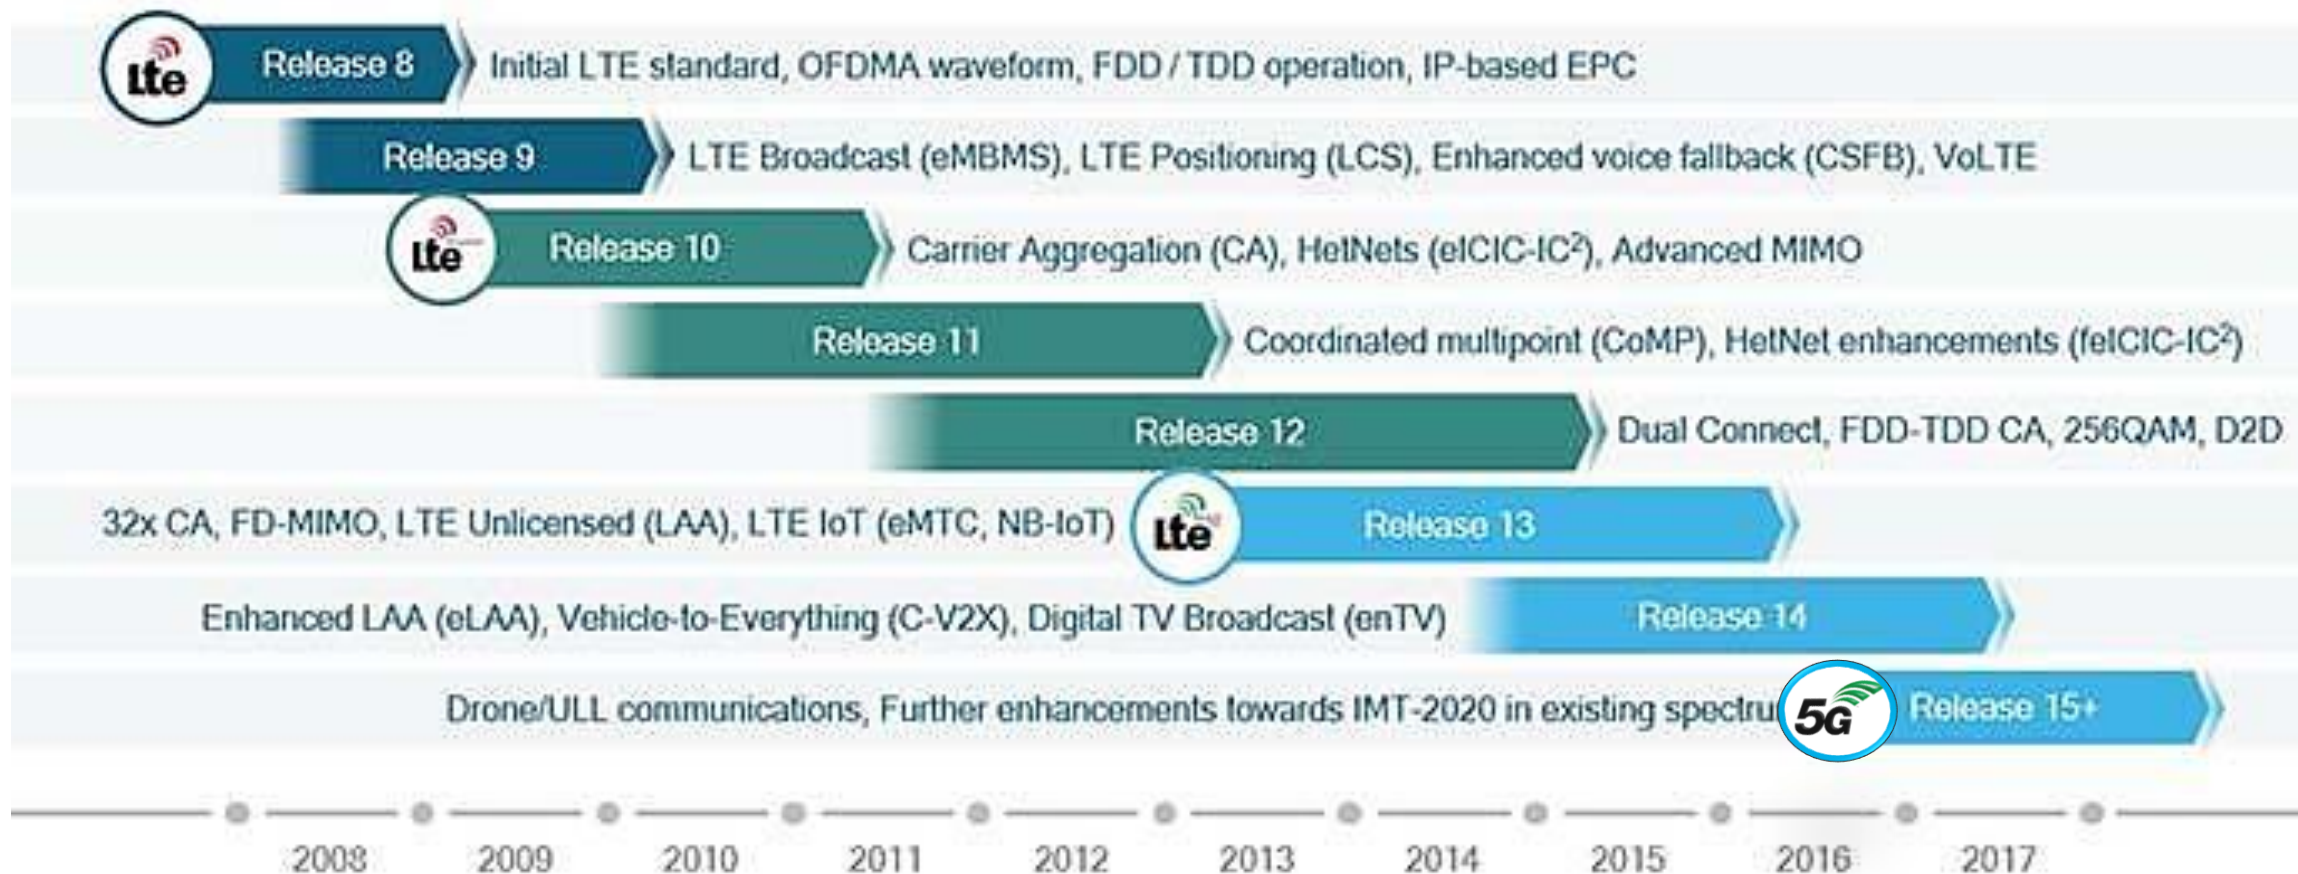 Lte Release 8 Initial LTE standard, OFDMA waveform, FDD / TDD operation, IP-based EPC
Release 9 LTE Broadcast (eMBMS), LTE Positioning (LCS), Enhanced voice fallback (CSFB), VoLTE
Lte Release 10 Carrier Aggregation (CA), HetNets (eICIC-IC²), Advanced MIMO
Release 11 Coordinated multipoint (CoMP), HetNet enhancements (feICIC-IC²)
Release 12 Dual Connect, FDD-TDD CA, 256QAM, D2D
32x CA, FD-MIMO, LTE Unlicensed (LAA), LTE IoT (eMTC, NB-IoT) Lte Release 13
Enhanced LAA (eLAA), Vehicle-to-Everything (C-V2X), Digital TV Broadcast (enTV) Release 14
Drone/ULL communications, Further enhancements towards IMT-2020 in existing spectru 5G Release 15+
2008 2009 2010 2011 2012 2013 2014 2015 2016 2017